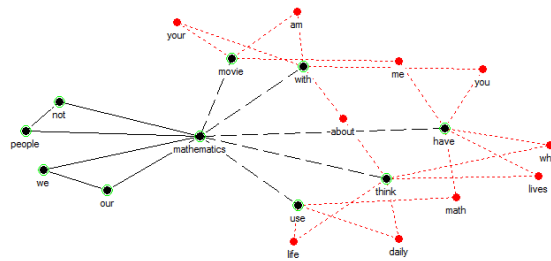 am
your
movie
with
me
you
not
about
people
mathematics
have
we
think
lives
our
use
math
life
daily